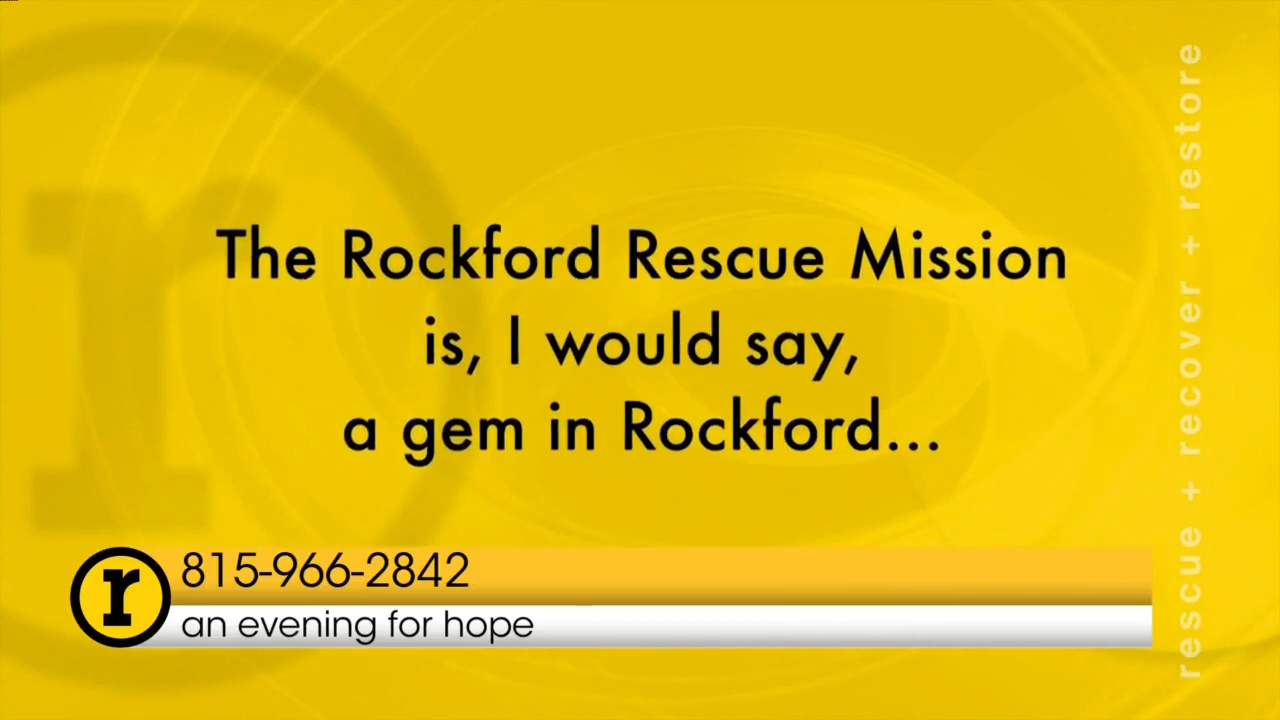 The Rockford Rescue Mission
is, I would say,
a gem in Rockford...
r
815-966-2842
an evening for hope
rescue + recover + restore
r